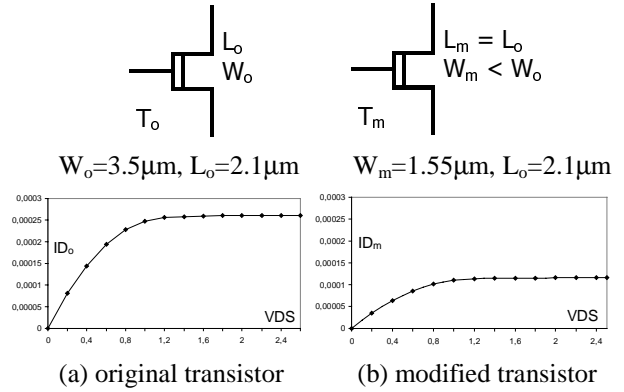 Lₒ
Wₒ
Tₒ
Lₘ = Lₒ
Wₘ < Wₒ
Tₘ
Wₒ=3.5µm, Lₒ=2.1µm
Wₘ=1.55µm, Lₒ=2.1µm
0,0003
0,00025
0,0002
0,00015
0,0001
0,00005
0
IDₒ
VDS
0 0,4 0,8 1,2 1,6 2 2,4
0,0003
0,00025
0,0002
0,00015
0,0001
0,00005
0
IDₘ
VDS
0 0,4 0,8 1,2 1,6 2 2,4
(a) original transistor
(b) modified transistor